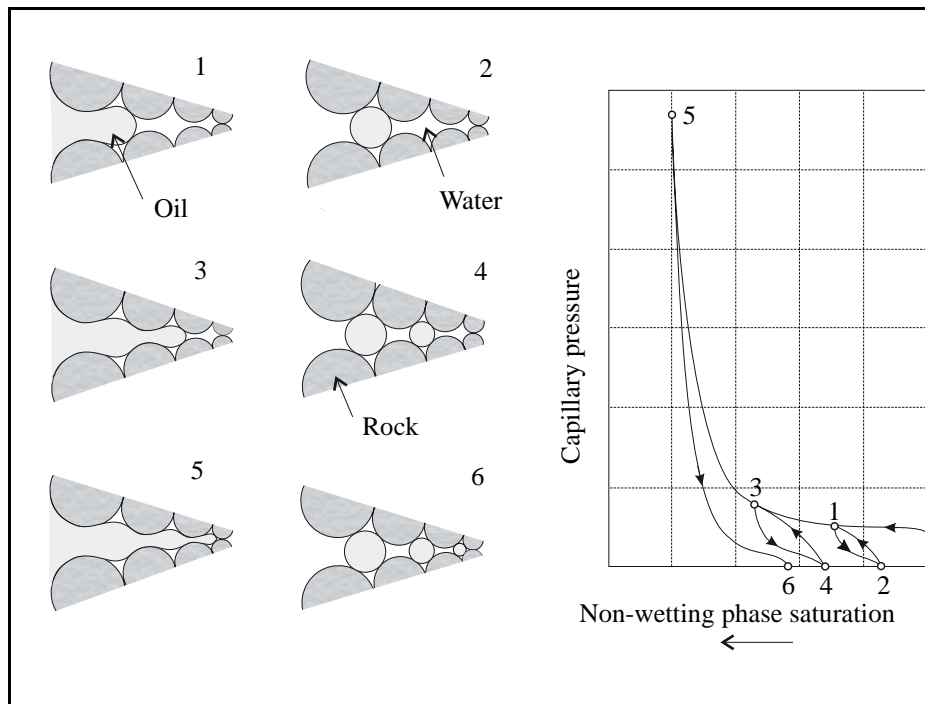 1
2
Oil
Water
3
4
Rock
5
6
Capillary pressure
5
3
1
6
4
2
Non-wetting phase saturation